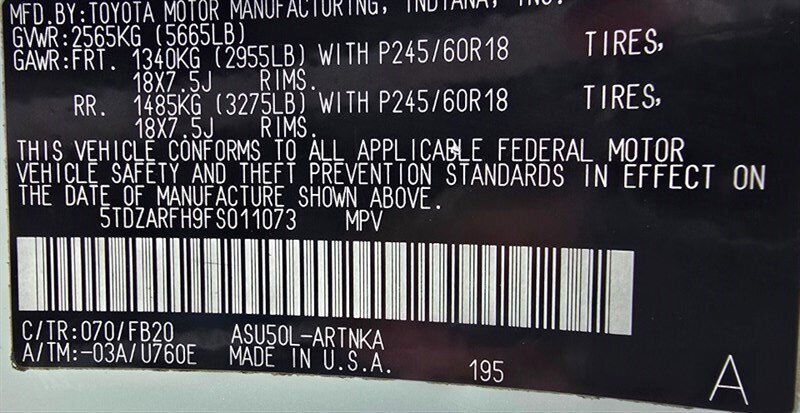 MFD.BY:TOYOTA MOTOR MANUFACTURING, INDIANA, INC.
GVWR:2565KG (5665LB)
GAWR:FRT. 1340KG (2955LB) WITH P245/60R18 TIRES,
18X7.5J RIMS.
RR. 1485KG (3275LB) WITH P245/60R18 TIRES,
18X7.5J RIMS.
THIS VEHICLE CONFORMS TO ALL APPLICABLE FEDERAL MOTOR
VEHICLE SAFETY AND THEFT PREVENTION STANDARDS IN EFFECT ON
THE DATE OF MANUFACTURE SHOWN ABOVE.
5TDZARFH9FS011073 MPV
C/TR:070/FB20 ASU50L-ARTNKA
A/TM:-03A/U760E MADE IN U.S.A. 195 A